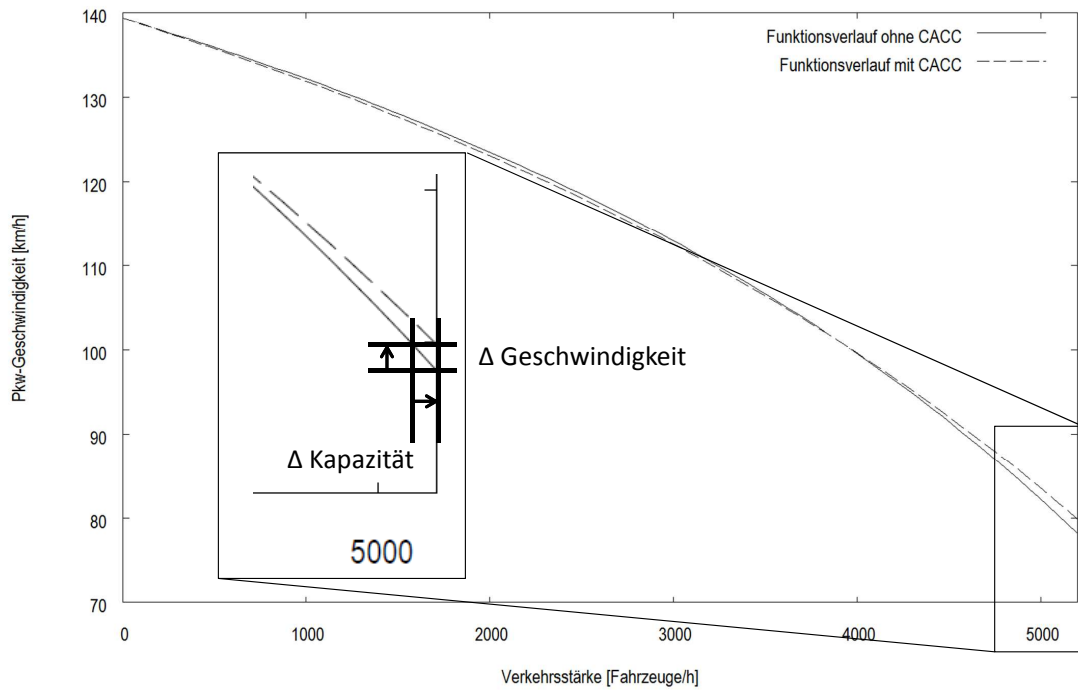 140
130
120
110
100
90
80
70
Pkw-Geschwindigkeit [km/h]
Funktionsverlauf ohne CACC
Funktionsverlauf mit CACC
Δ Geschwindigkeit
Δ Kapazität
5000
0
1000
2000
3000
4000
5000
Verkehrsstärke [Fahrzeuge/h]